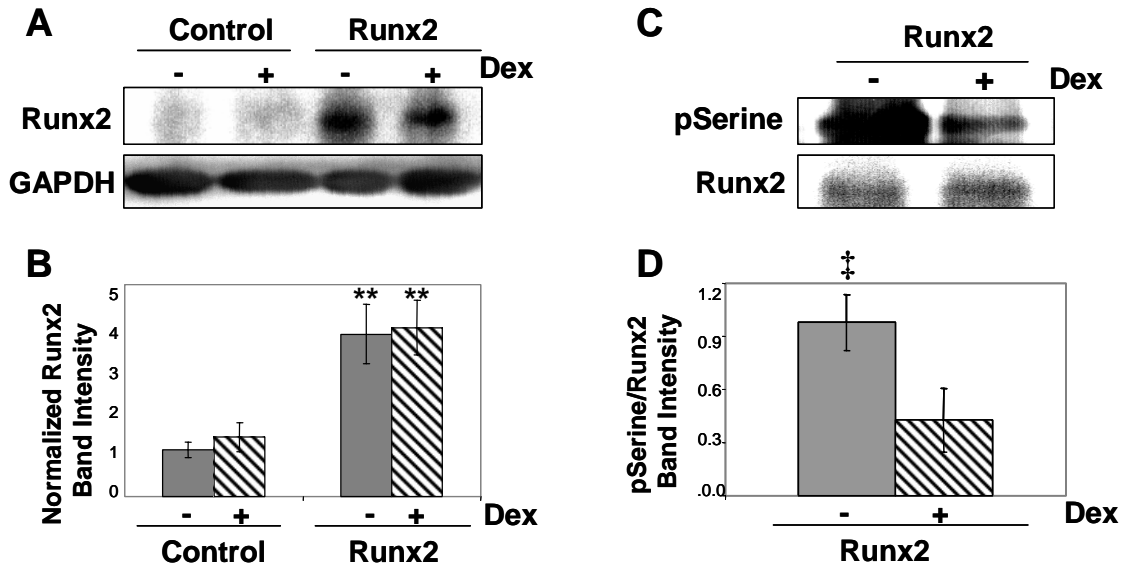 A
Control Runx2
- + - + Dex
Runx2
GAPDH
B
Normalized Runx2
Band Intensity
5
4
3
2
1
0
** **
- + - + Dex
Control Runx2
C
Runx2
- + Dex
pSerine
Runx2
D
‡
pSerine/Runx2
Band Intensity
1.2
0.9
0.6
0.3
.0.0
- + Dex
Runx2